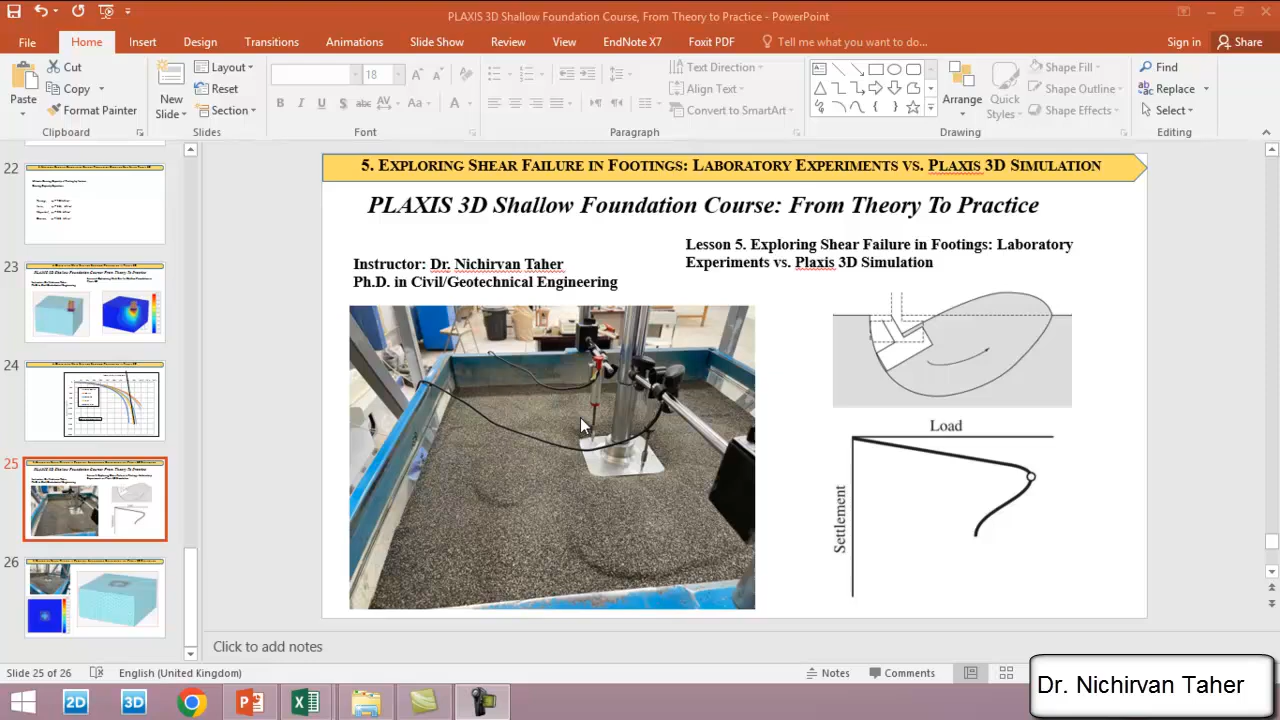 PLAXIS 3D Shallow Foundation Course, From Theory to Practice - PowerPoint
File Home Insert Design Transitions Animations Slide Show Review View EndNote X7 Foxit PDF Tell me what you want to do... Sign in Share
Paste
Cut
Copy
Format Painter
Clipboard
New Slide
Layout
Reset
Section
Slides
18
B I U S abc AV Aa A
Font
Text Direction
Align Text
Convert to SmartArt
Paragraph
Arrange
Quick Styles
Shape Fill
Shape Outline
Shape Effects
Drawing
Find
Replace
Select
Editing
22
23
24
25
26
5. EXPLORING SHEAR FAILURE IN FOOTINGS: LABORATORY EXPERIMENTS VS. PLAXIS 3D SIMULATION
PLAXIS 3D Shallow Foundation Course: From Theory To Practice
Instructor: Dr. Nichirvan Taher
Ph.D. in Civil/Geotechnical Engineering
Lesson 5. Exploring Shear Failure in Footings: Laboratory
Experiments vs. Plaxis 3D Simulation
Load
Settlement
Click to add notes
Slide 25 of 26 English (United Kingdom) Notes Comments
2D 3D
Dr. Nichirvan Taher